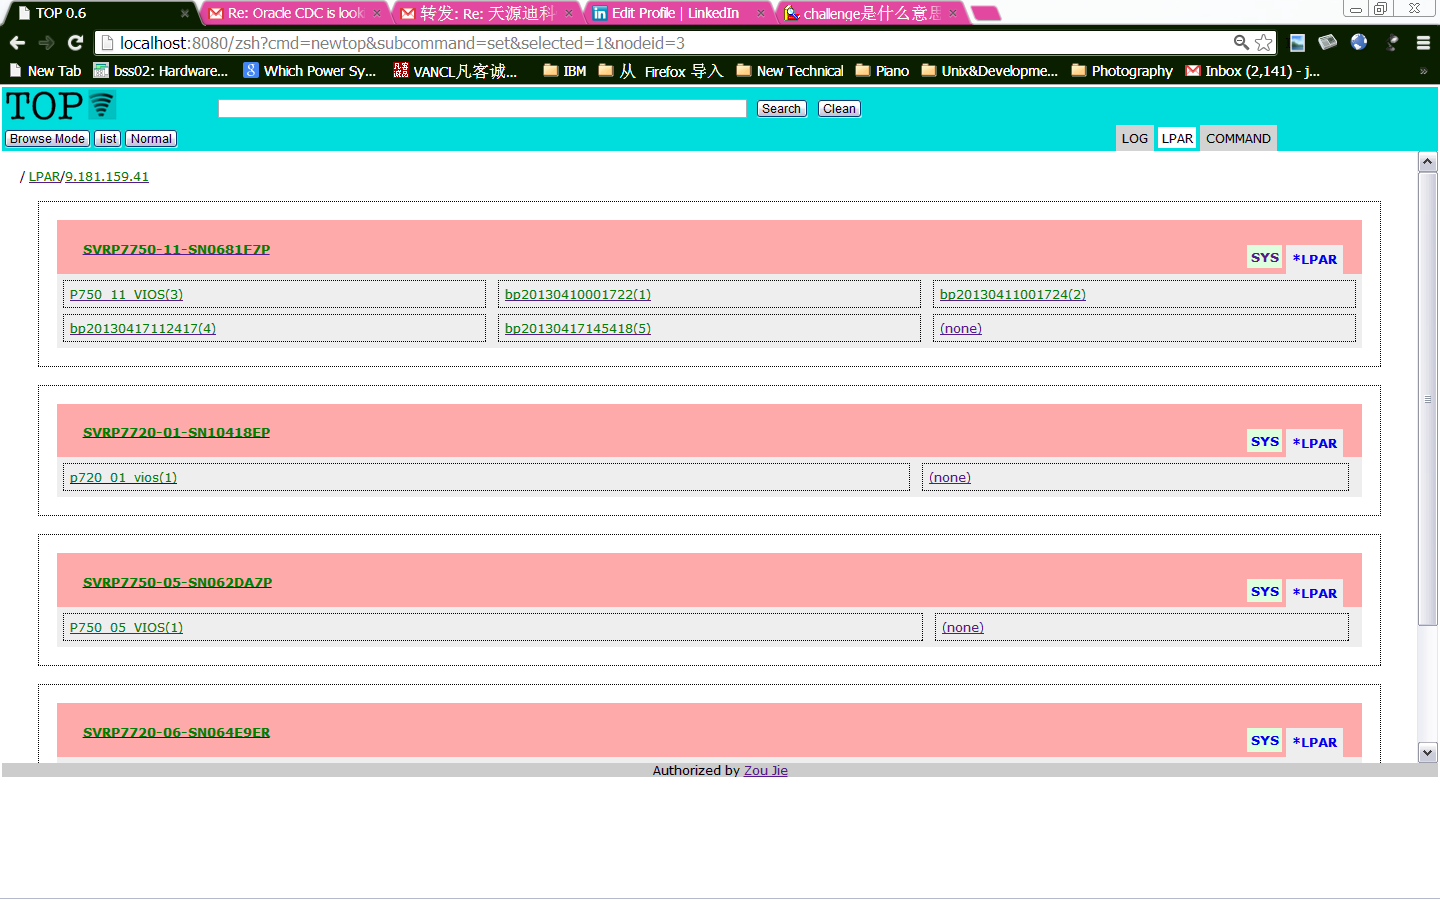 TOP 0.6
Re: Oracle CDC is look
转发: Re: 天源迪科
Edit Profile | LinkedIn
challenge是什么意思
localhost:8080/zsh?cmd=newtop&subcommand=set&selected=1&nodeid=3
New Tab bss02: Hardware... Which Power Sy... VANCL凡客诚... IBM 从 Firefox 导入 New Technical Piano Unix&Developme... Photography Inbox (2,141) - j... »
TOP Search Clean
Browse Mode list Normal LOG LPAR COMMAND
/ LPAR/9.181.159.41
SVRP7750-11-SN0681F7P SYS *LPAR
P750_11_VIOS(3) bp20130410001722(1) bp20130411001724(2)
bp20130417112417(4) bp20130417145418(5) (none)
SVRP7720-01-SN10418EP SYS *LPAR
p720_01_vios(1) (none)
SVRP7750-05-SN062DA7P SYS *LPAR
P750_05_VIOS(1) (none)
SVRP7720-06-SN064E9ER SYS *LPAR
Authorized by Zou Jie